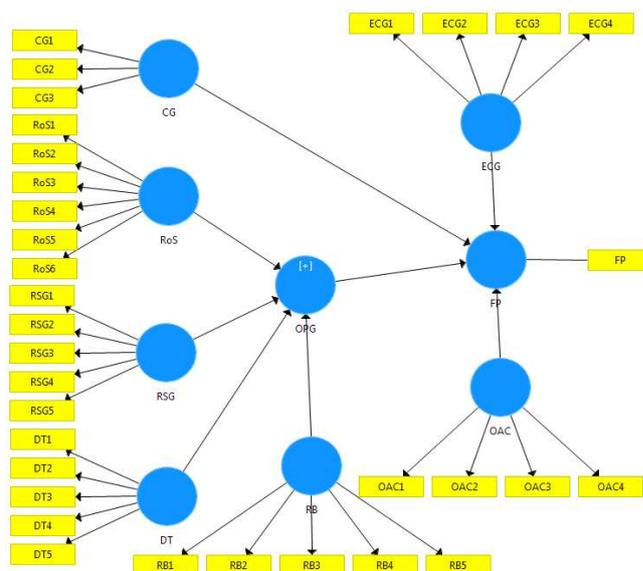 ECG1 ECG2 ECG3 ECG4
CG1
CG2
CG3
CG
RoS1
RoS2
RoS3
RoS4
RoS5
RoS6
RoS
ECG
[+]
OPG
FP
FP
RSG1
RSG2
RSG3
RSG4
RSG5
RSG
OAC
OAC1 OAC2 OAC3 OAC4
DT1
DT2
DT3
DT4
DT5
DT
RB
RB1 RB2 RB3 RB4 RB5